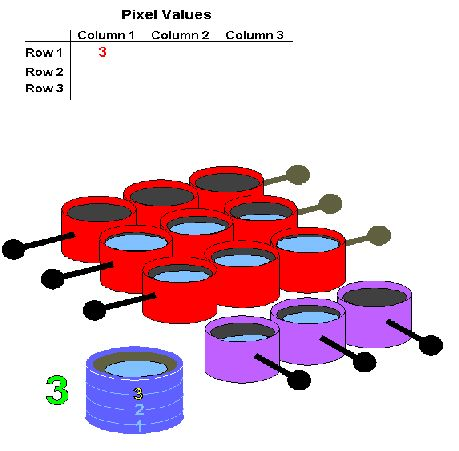 Pixel Values
Column 1 Column 2 Column 3
Row 1 3
Row 2
Row 3
3
3
2
1